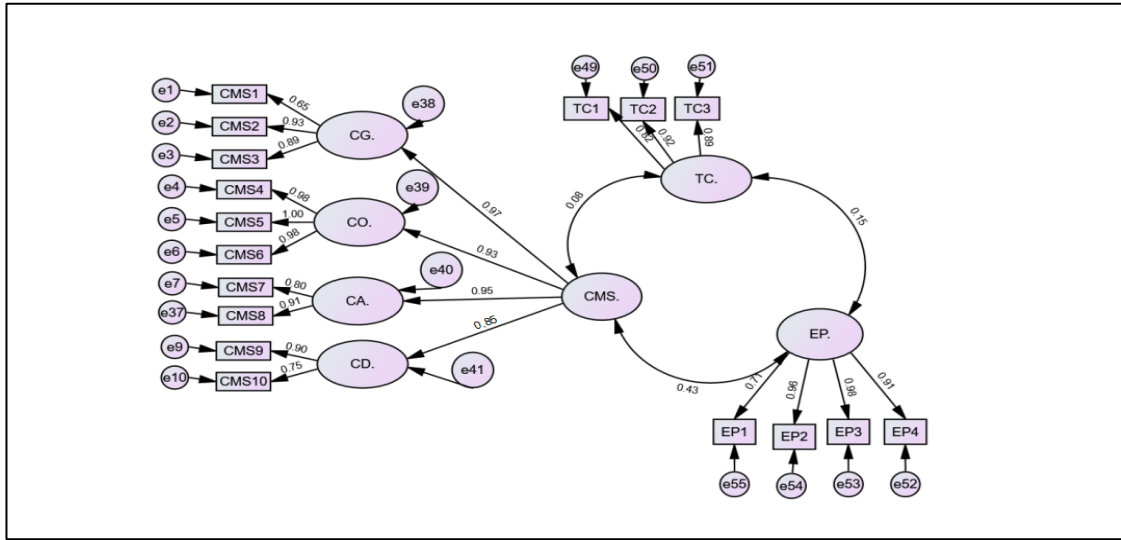 e1
CMS1
0.65
e2
CMS2
0.93
e3
CMS3
0.89
CG.
e38
e4
CMS4
0.98
e5
CMS5
1.00
e6
CMS6
0.98
CO.
e39
e7
CMS7
0.80
e37
CMS8
0.91
CA.
e40
e9
CMS9
0.90
e10
CMS10
0.75
CD.
e41
0.97
0.93
0.95
0.85
CMS.
0.08
0.43
0.15
e49
e50
e51
TC1
TC2
TC3
0.82
0.92
0.89
TC.
EP.
0.71
0.96
0.98
0.91
EP1
EP2
EP3
EP4
e55
e54
e53
e52